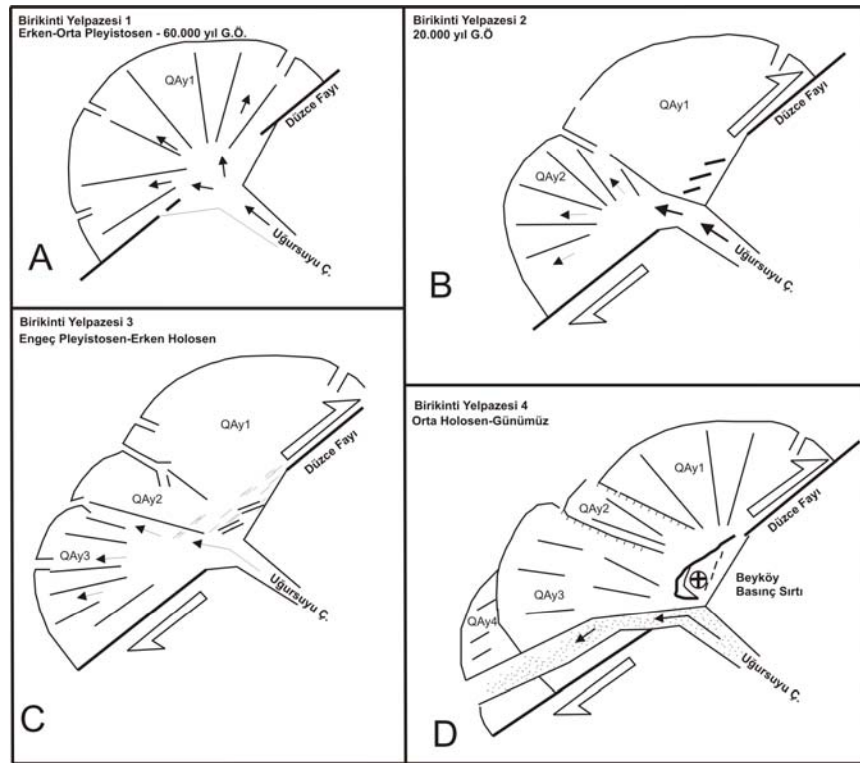 Birikinti Yelpazesi 1
Erken-Orta Pleyistosen - 60.000 yıl G.Ö.
QAy1
Düzce Fayı
Uğursuyu Ç.
A
Birikinti Yelpazesi 2
20.000 yıl G.Ö
QAy1
Düzce Fayı
QAy2
Uğursuyu Ç.
B
Birikinti Yelpazesi 3
Engeç Pleyistosen-Erken Holosen
QAy1
Düzce Fayı
QAy2
QAy3
Uğursuyu Ç.
C
Birikinti Yelpazesi 4
Orta Holosen-Günümüz
QAy1
QAy2
Düzce Fayı
QAy3
Beyköy
Basınç Sırtı
QAy4
Uğursuyu Ç.
D